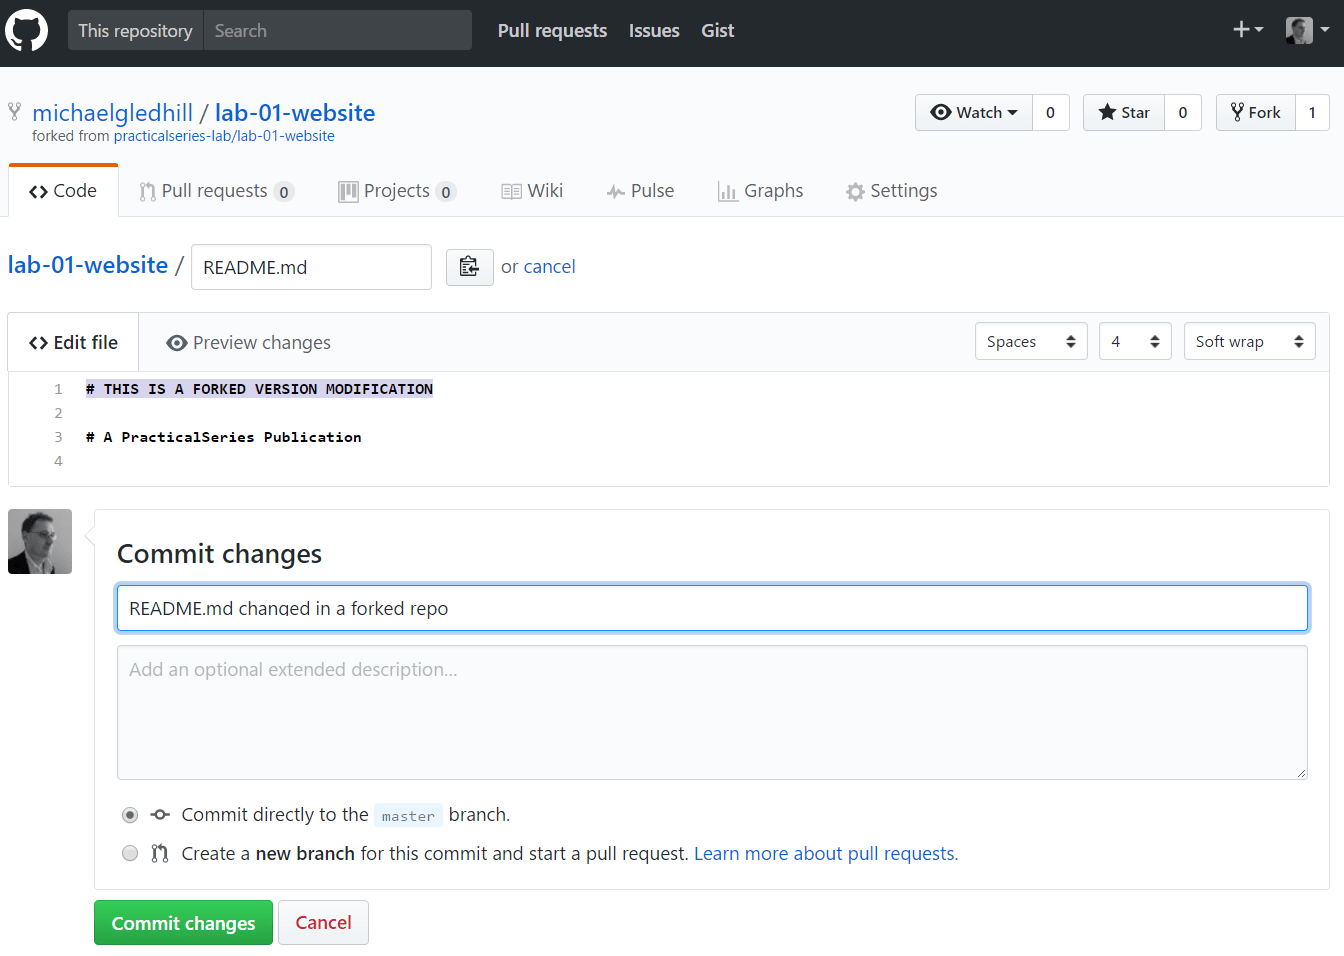 This repository Search Pull requests Issues Gist
michaelgledhill / lab-01-website Watch 0 Star 0 Fork 1
forked from practicalseries-lab/lab-01-website
Code Pull requests 0 Projects 0 Wiki Pulse Graphs Settings
lab-01-website / README.md or cancel
Edit file Preview changes Spaces 4 Soft wrap
1 # THIS IS A FORKED VERSION MODIFICATION
2
3 # A PracticalSeries Publication
4
Commit changes
README.md changed in a forked repo
Add an optional extended description...
Commit directly to the master branch.
Create a new branch for this commit and start a pull request. Learn more about pull requests.
Commit changes Cancel